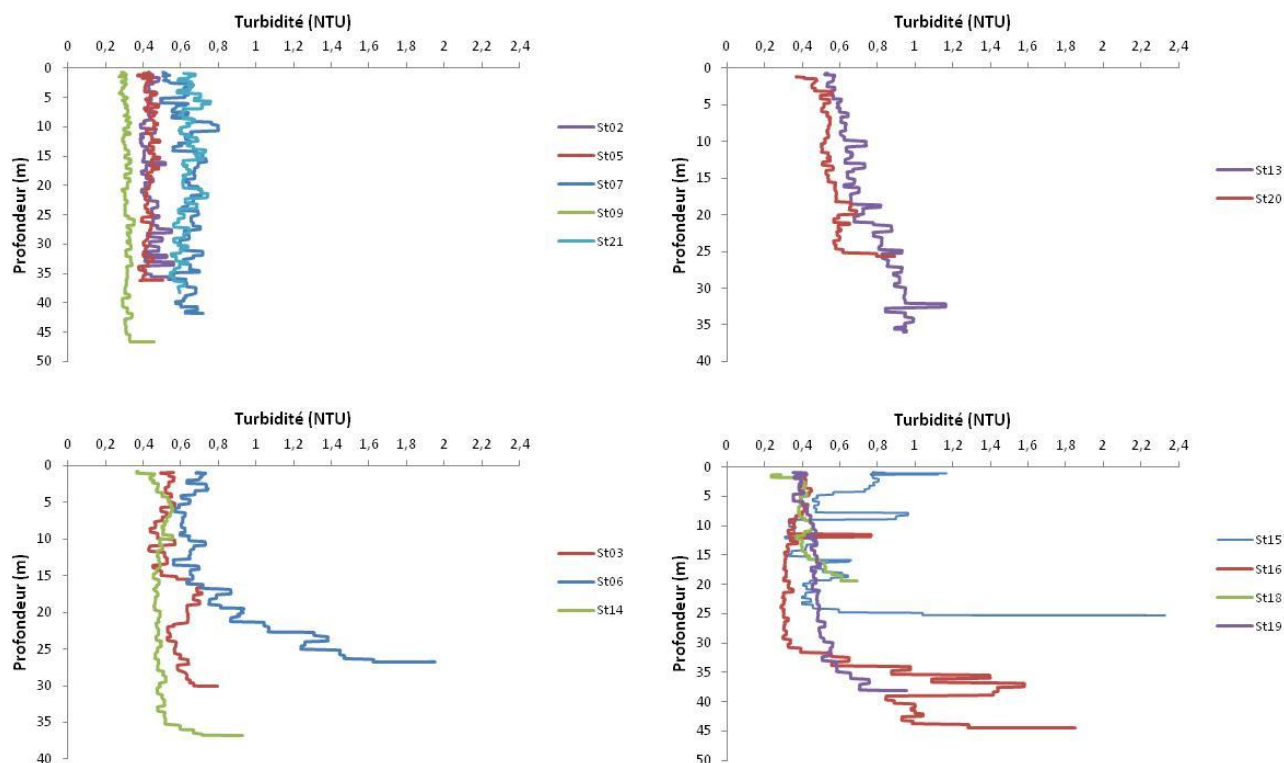 Turbidité (NTU)
0 0,2 0,4 0,6 0,8 1 1,2 1,4 1,6 1,8 2 2,2 2,4
Profondeur (m)
0
5
10
15
20
25
30
35
40
45
50
St02
St05
St07
St09
St21
Turbidité (NTU)
0 0,2 0,4 0,6 0,8 1 1,2 1,4 1,6 1,8 2 2,2 2,4
Profondeur (m)
0
5
10
15
20
25
30
35
40
St13
St20
Turbidité (NTU)
0 0,2 0,4 0,6 0,8 1 1,2 1,4 1,6 1,8 2 2,2 2,4
Profondeur (m)
0
5
10
15
20
25
30
35
40
St03
St06
St14
Turbidité (NTU)
0 0,2 0,4 0,6 0,8 1 1,2 1,4 1,6 1,8 2 2,2 2,4
Profondeur (m)
0
5
10
15
20
25
30
35
40
45
50
St15
St16
St18
St19